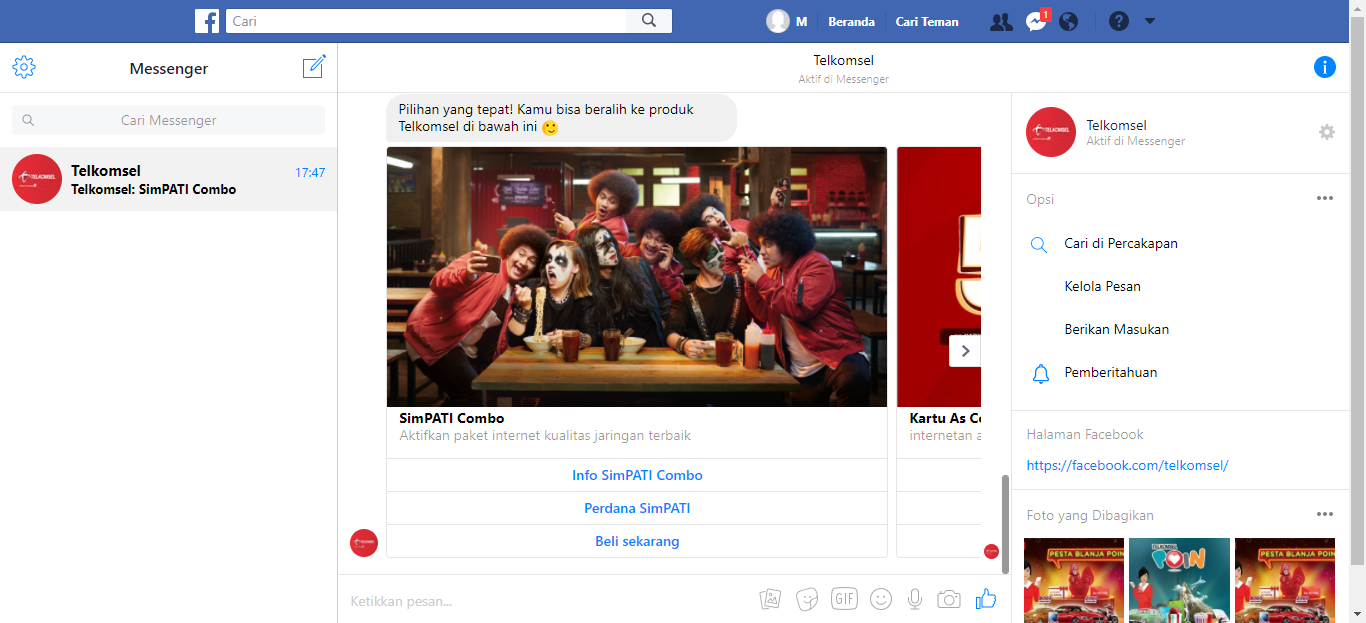 Cari
M
Beranda
Cari Teman
1
?
Messenger
Telkomsel
Aktif di Messenger
Cari Messenger
Telkomsel
17:47
Telkomsel: SimPATI Combo
Pilihan yang tepat! Kamu bisa beralih ke produk
Telkomsel di bawah ini
SimPATI Combo
Aktifkan paket internet kualitas jaringan terbaik
Info SimPATI Combo
Perdana SimPATI
Beli sekarang
Kartu As
internetan
Ketikkan pesan...
GIF
Telkomsel
Aktif di Messenger
Opsi
Cari di Percakapan
Kelola Pesan
Berikan Masukan
Pemberitahuan
Halaman Facebook
https://facebook.com/telkomsel/
Foto yang Dibagikan
PESTA BLANJA POIN
TELKOMSEL
POIN
PESTA BLANJA POIN